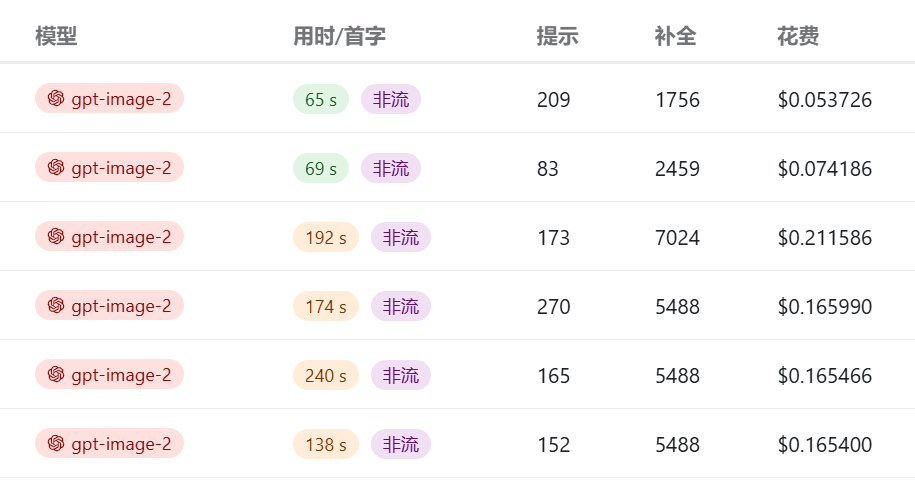 模型 用时/首字 提示 补全 花费
gpt-image-2 65 s 非流 209 1756 $0.053726
gpt-image-2 69 s 非流 83 2459 $0.074186
gpt-image-2 192 s 非流 173 7024 $0.211586
gpt-image-2 174 s 非流 270 5488 $0.165990
gpt-image-2 240 s 非流 165 5488 $0.165466
gpt-image-2 138 s 非流 152 5488 $0.165400